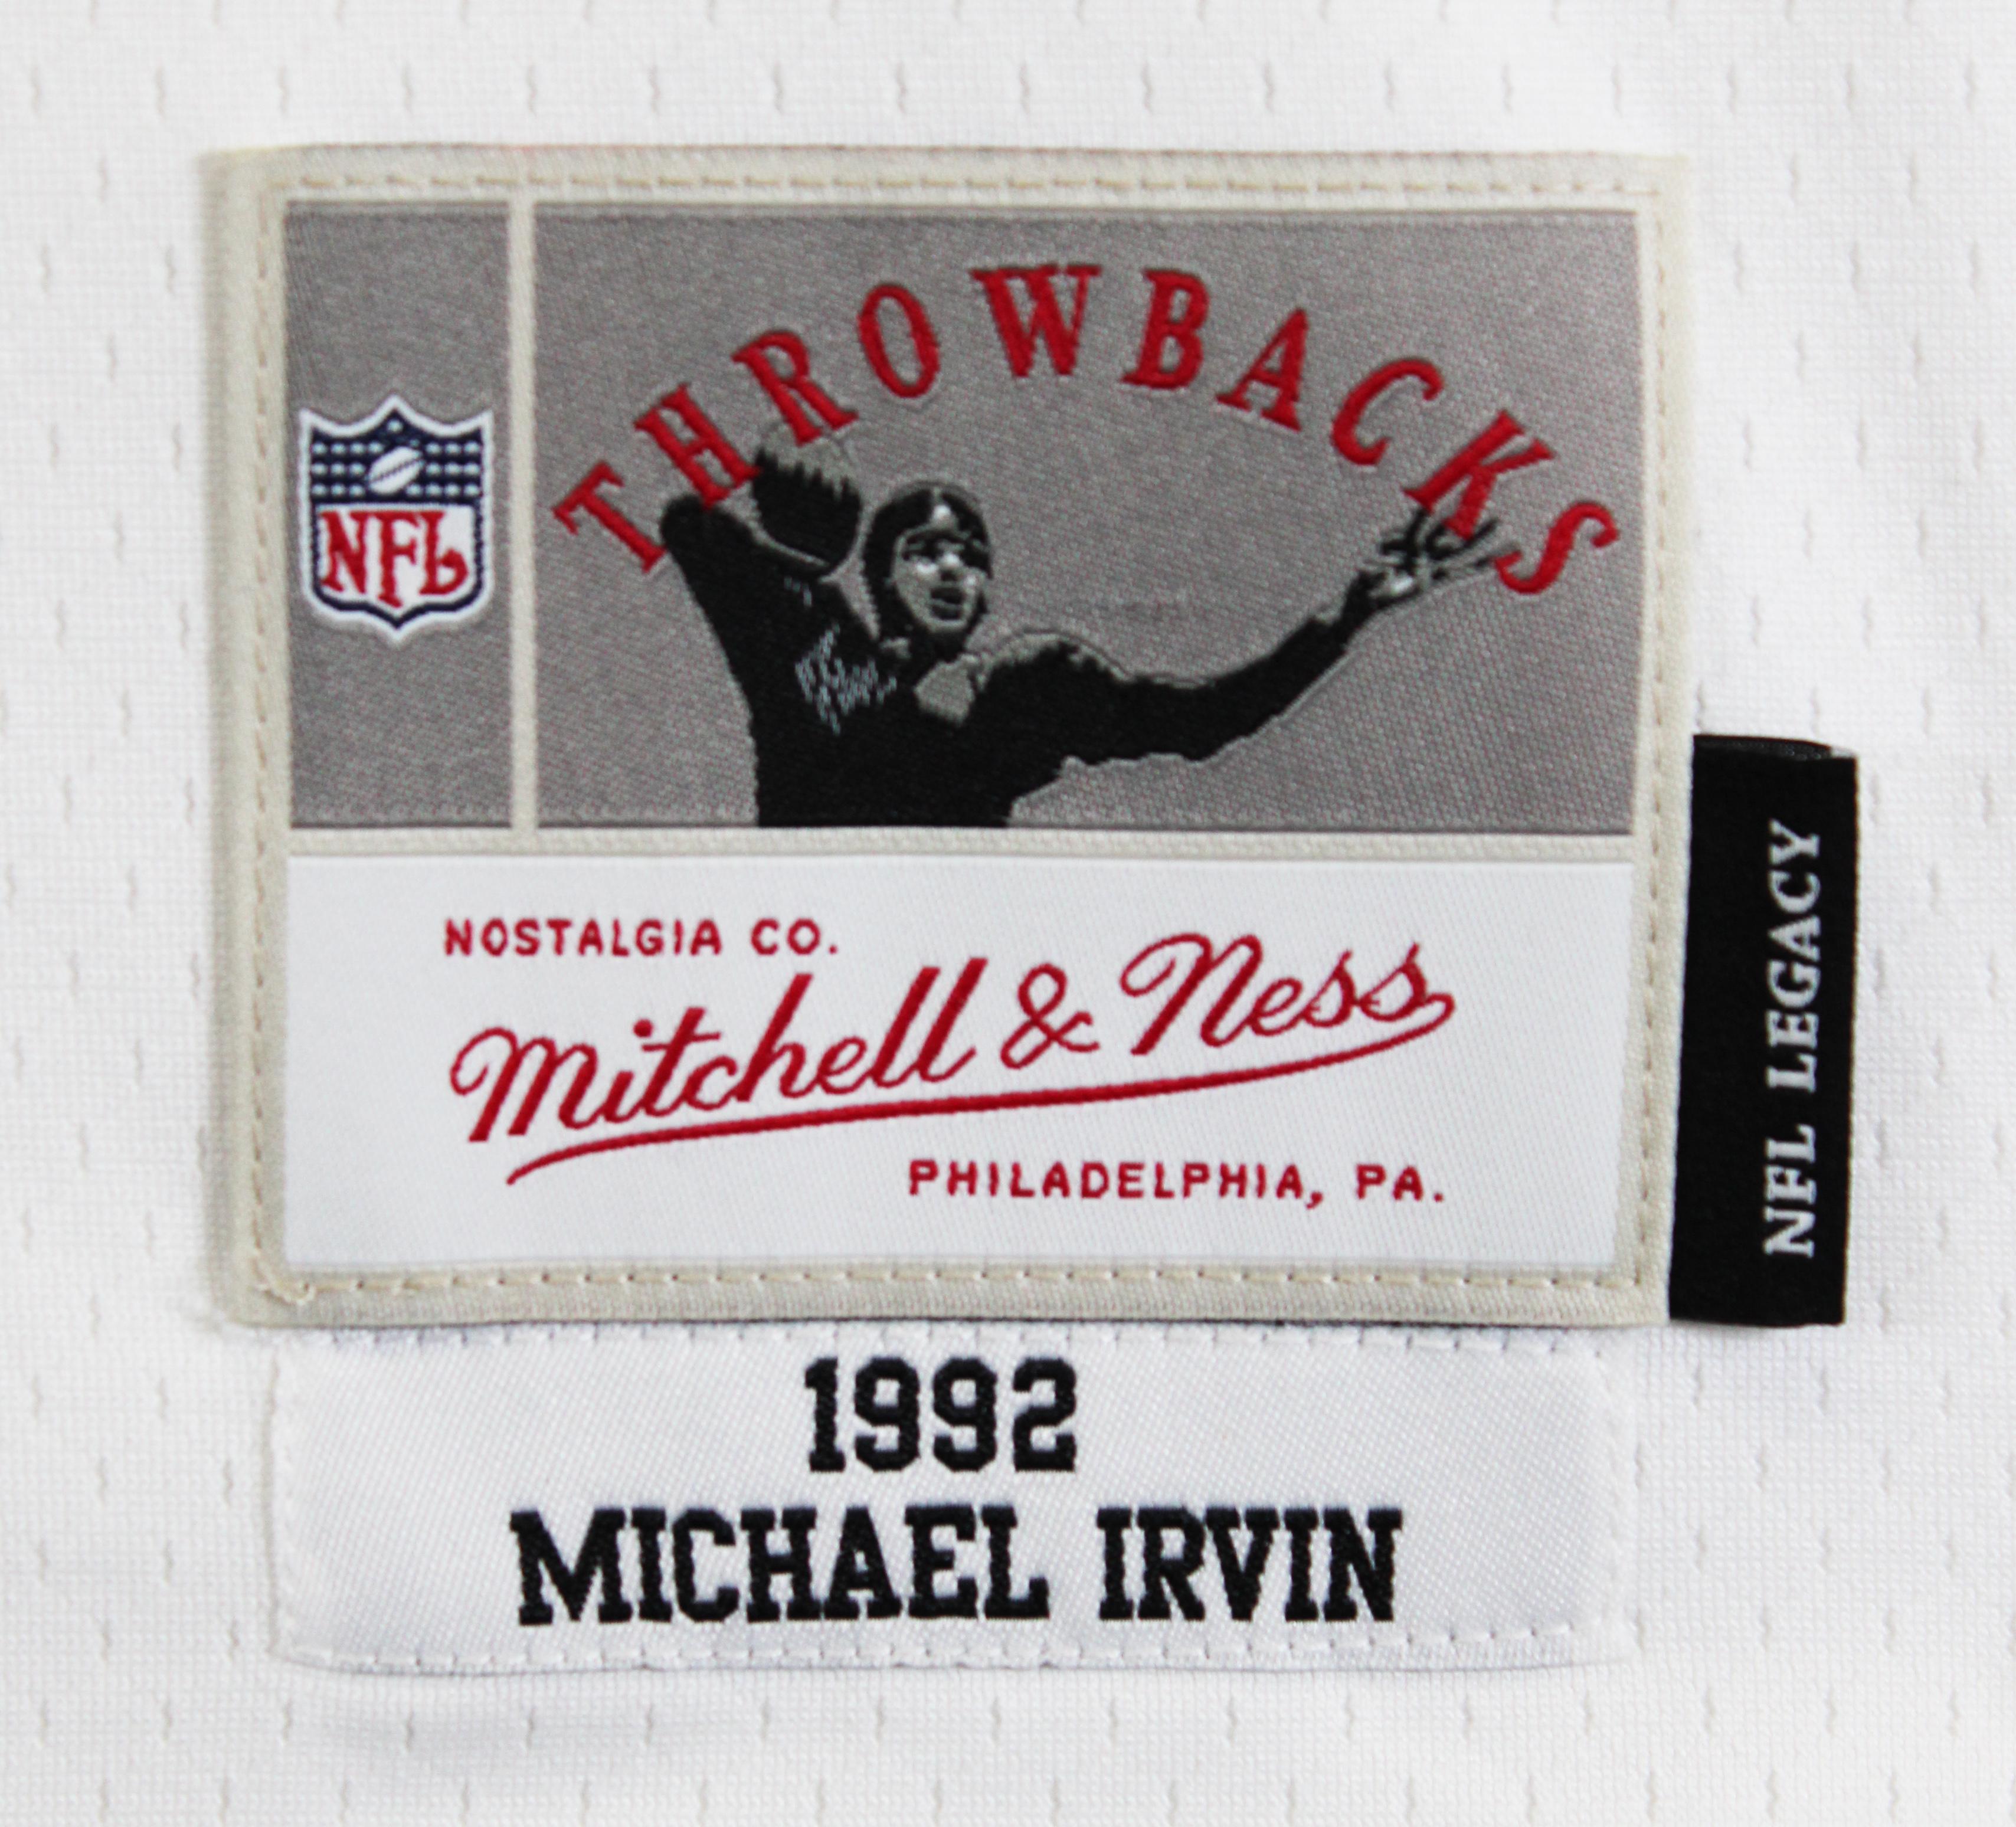 THROWBACKS
NFL
NOSTALGIA CO.
Mitchell & Ness
PHILADELPHIA, PA.
NFL LEGACY
1992
MICHAEL IRVIN